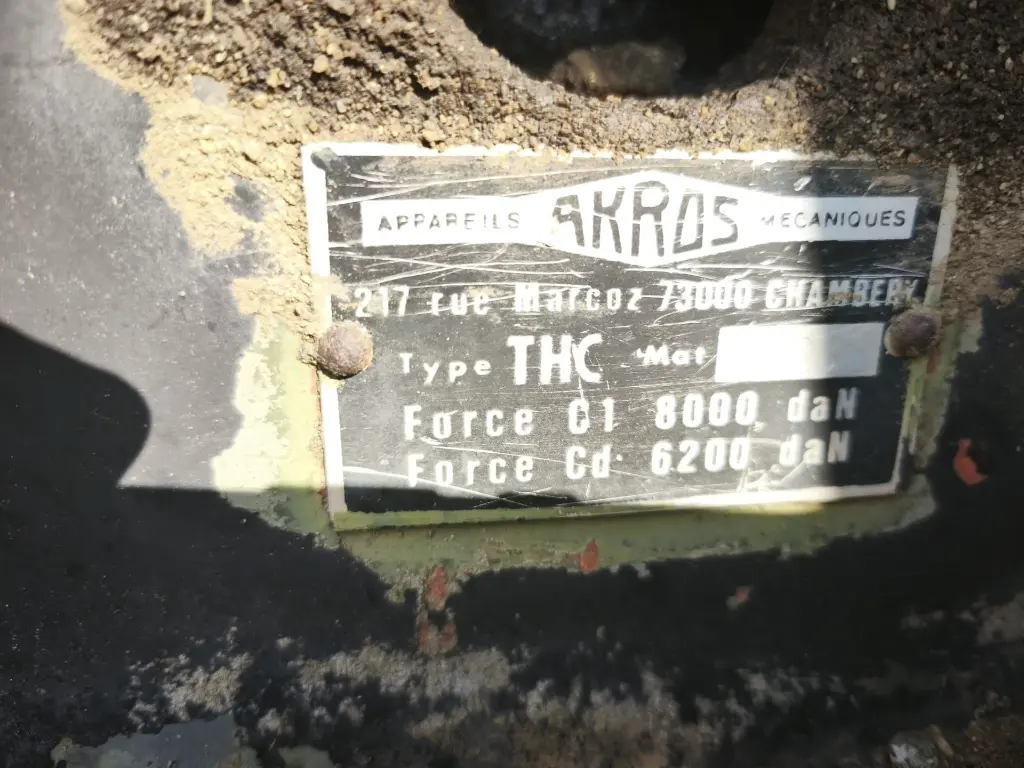 APPAREILS AKROS MECANIQUES
217 rue Marcoz 73000 CHAMBERY
Type THC Mat
Force Cl 8000 daN
Force Cd 6200 daN